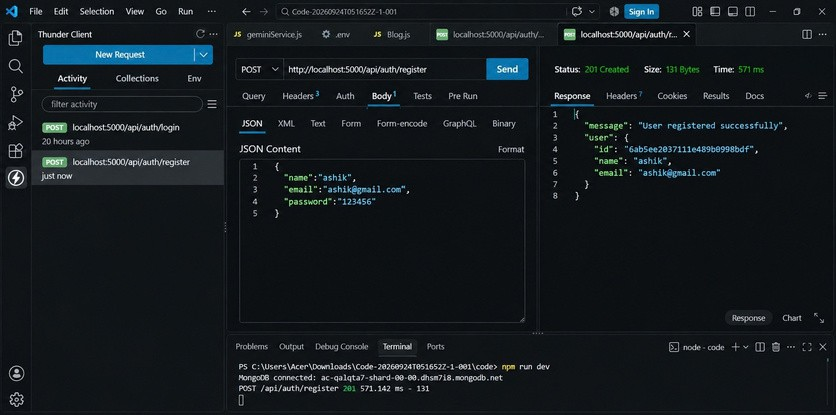 File Edit Selection View Go Run ··· Code-20260924T051652Z-1-001 Sign In
Thunder Client
New Request
Activity Collections Env
filter activity
POST localhost:5000/api/auth/login
20 hours ago
POST localhost:5000/api/auth/register
just now
JS geminiService.js .env JS Blog.js POST localhost:5000/api/auth/... POST localhost:5000/api/auth/r...
POST http://localhost:5000/api/auth/register Send
Query Headers 3 Auth Body 1 Tests Pre Run
JSON XML Text Form Form-encode GraphQL Binary
JSON Content Format
1 {
2 "name":"ashik",
3 "email":"ashik@gmail.com",
4 "password":"123456"
5 }
Status: 201 Created Size: 131 Bytes Time: 571 ms
Response Headers 7 Cookies Results Docs
1 {
2 "message": "User registered successfully",
3 "user": {
4 "id": "6ab5ee2037111e489b0998bdf",
5 "name": "ashik",
6 "email": "ashik@gmail.com"
7 }
8 }
Response Chart
Problems Output Debug Console Terminal Ports node - code
PS C:\Users\Acer\Downloads\Code-20260924T051652Z-1-001\code> npm run dev
MongoDB connected: ac-qalqta7-shard-00-00.dhsm7i8.mongodb.net
POST /api/auth/register 201 571.142 ms - 131